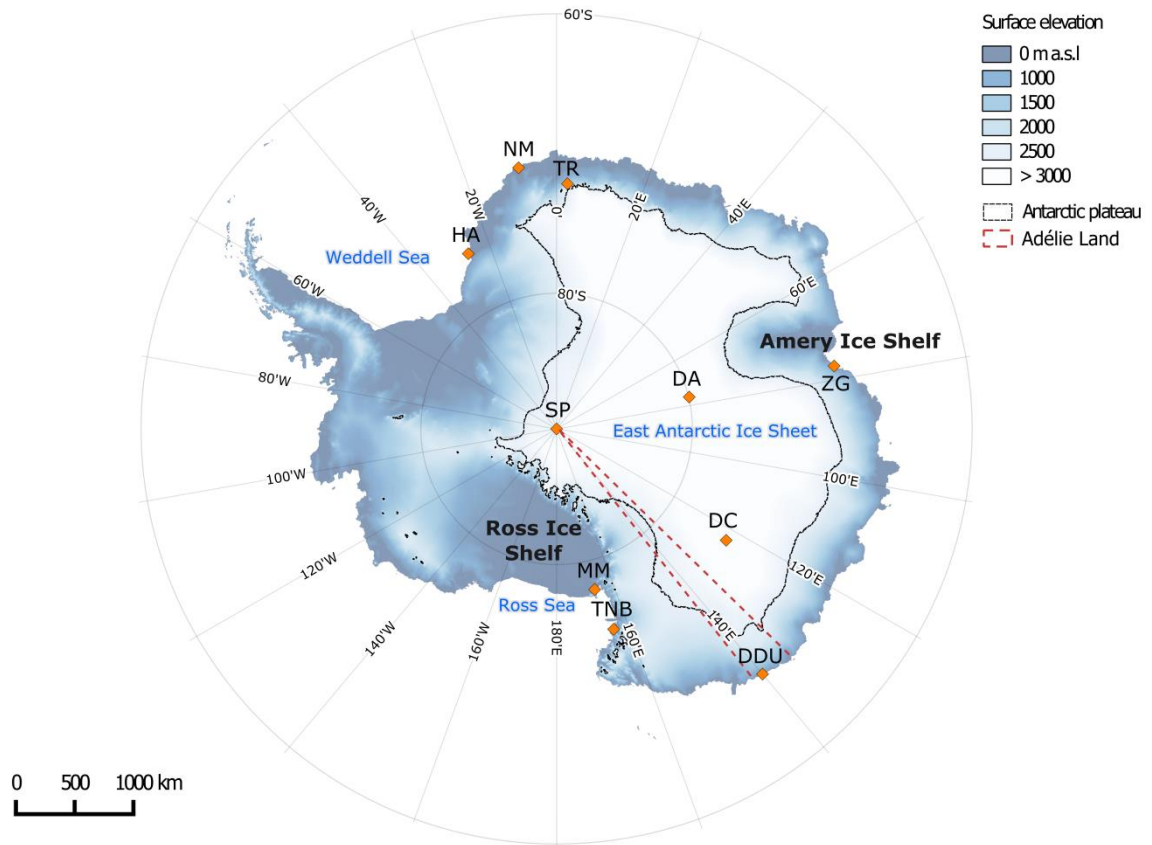 60'S
Surface elevation
0 m a.s.l
1000
1500
2000
2500
> 3000
Antarctic plateau
Adélie Land
NM
TR
20'W
0'
20'E
40'W
40'E
HA
Weddell Sea
60'W
60'E
80'S
Amery Ice Shelf
80'W
DA
ZG
SP
East Antarctic Ice Sheet
100'W
100'E
DC
Ross Ice
Shelf
120'W
120'E
MM
Ross Sea
TNB
140'W
160'W
180'E
160'E
140'E
DDU
0 500 1000 km